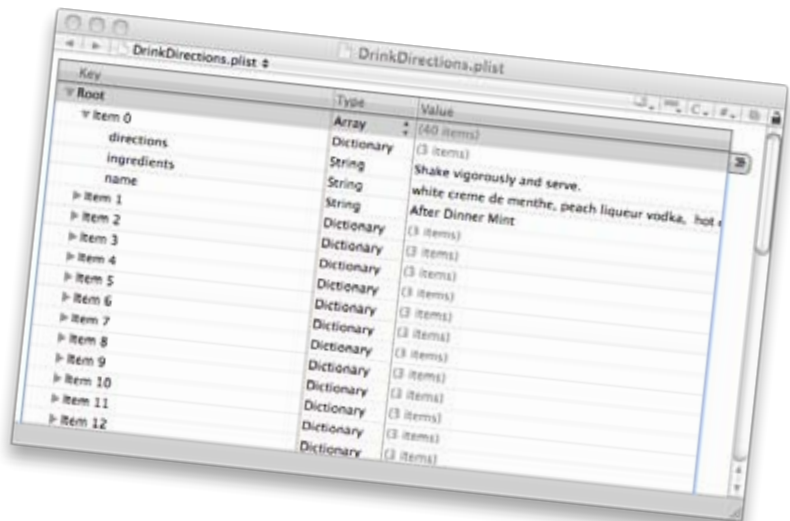 DrinkDirections.plist
DrinkDirections.plist
Key Type Value
Root Array (40 items)
Item 0 Dictionary (3 items)
directions String Shake vigorously and serve.
ingredients String white creme de menthe, peach liqueur vodka, hot
name String After Dinner Mint
Item 1 Dictionary (3 items)
Item 2 Dictionary (3 items)
Item 3 Dictionary (3 items)
Item 4 Dictionary (3 items)
Item 5 Dictionary (3 items)
Item 6 Dictionary (3 items)
Item 7 Dictionary (3 items)
Item 8 Dictionary (3 items)
Item 9 Dictionary (3 items)
Item 10 Dictionary (3 items)
Item 11 Dictionary (3 items)
Item 12 Dictionary (3 items)